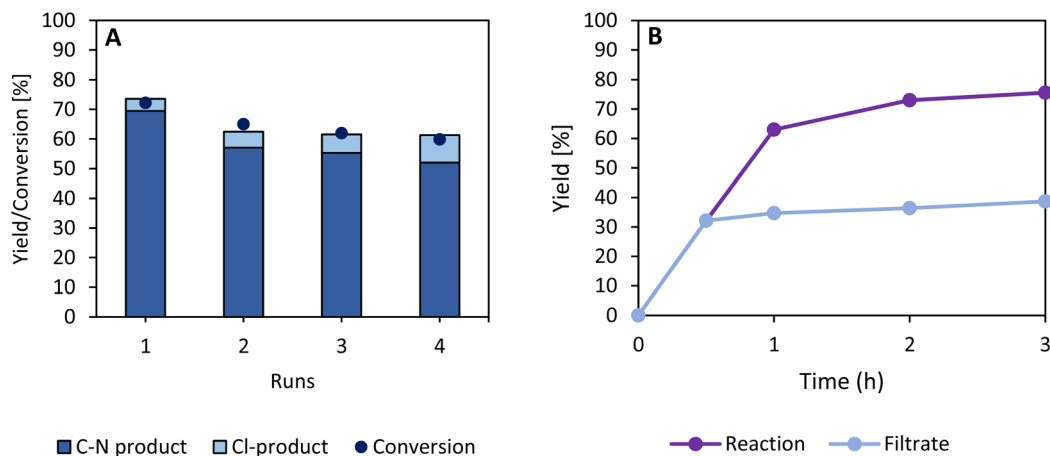 A
Yield/Conversion [%]
100
90
80
70
60
50
40
30
20
10
0
1 2 3 4
Runs
C-N product Cl-product Conversion
B
Yield [%]
100
90
80
70
60
50
40
30
20
10
0
0 1 2 3
Time (h)
Reaction Filtrate